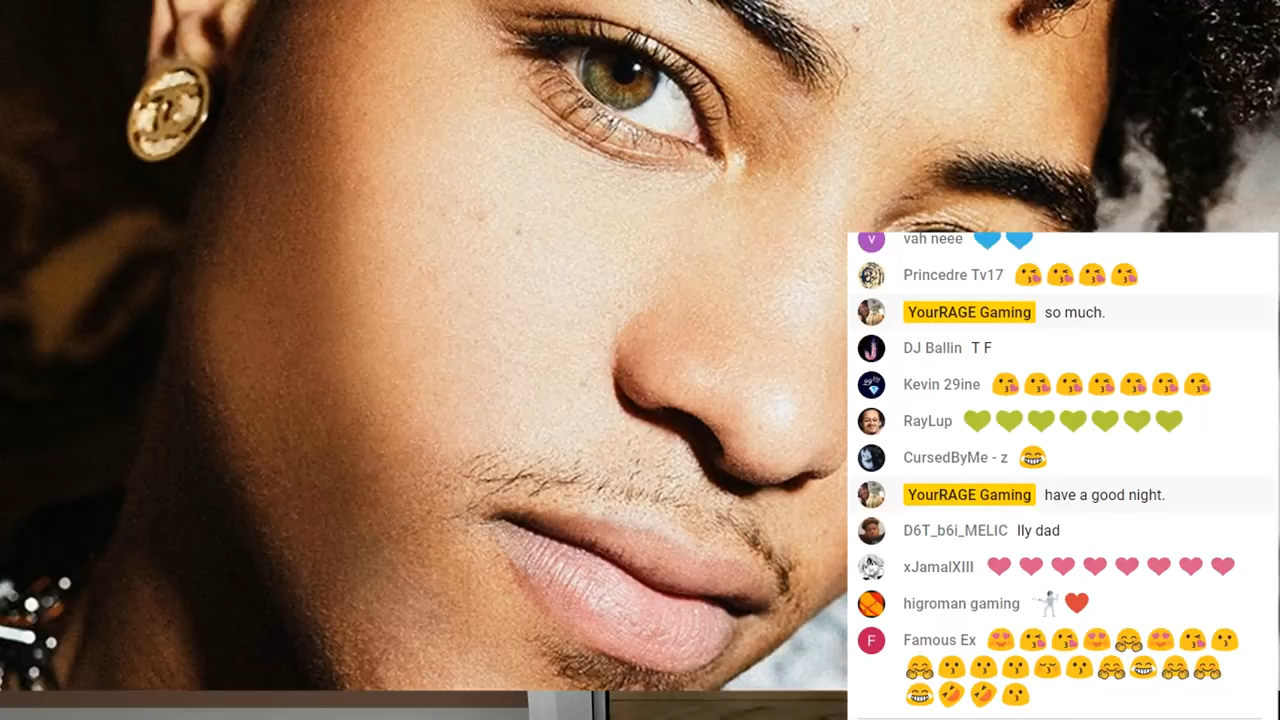 vah neee 💙💙
Princedre Tv17 😘😘😘😘
YourRAGE Gaming so much.
DJ Ballin T F
Kevin 29ine 😘😘😘😘😘😘😘
RayLup 💚💚💚💚💚💚💚
CursedByMe - z 😂
YourRAGE Gaming have a good night.
D6T_b6i_MELIC lly dad
xJamalXIII 💗💗💗💗💗💗💗💗
higroman gaming 🤺❤️
Famous Ex 😍😘😘😍🤗😍😘😗
🤗😗😗😗😚😗🤗😂🤗🤗
😂🤣🤣😗